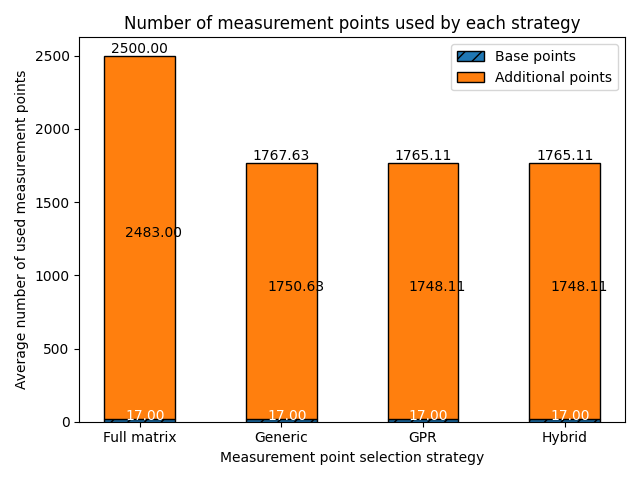 Number of measurement points used by each strategy
Average number of used measurement points
2500
2000
1500
1000
500
0
Base points
Additional points
2500.00
1767.63
1765.11
1765.11
2483.00
1750.63
1748.11
1748.11
17.00
17.00
17.00
17.00
Full matrix
Generic
GPR
Hybrid
Measurement point selection strategy